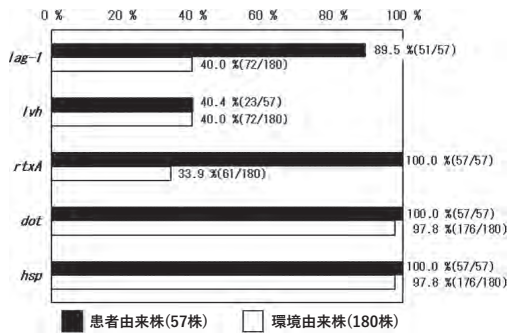 0 % 20 % 40 % 60 % 80 % 100 %
lag-1
89.5 %(51/57)
40.0 %(72/180)
lvh
40.4 %(23/57)
40.0 %(72/180)
rtxA
100.0 %(57/57)
33.9 %(61/180)
dot
100.0 %(57/57)
97.8 %(176/180)
hsp
100.0 %(57/57)
97.8 %(176/180)
患者由来株(57株) 環境由来株(180株)